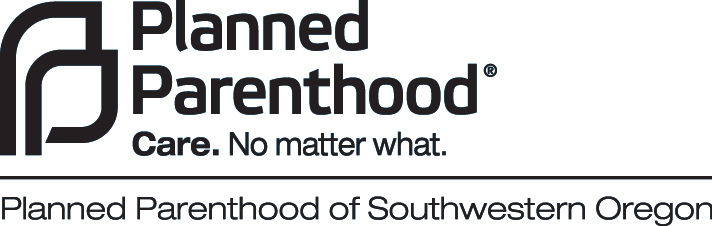 Planned
Parenthood®
Care. No matter what.
Planned Parenthood of Southwestern Oregon